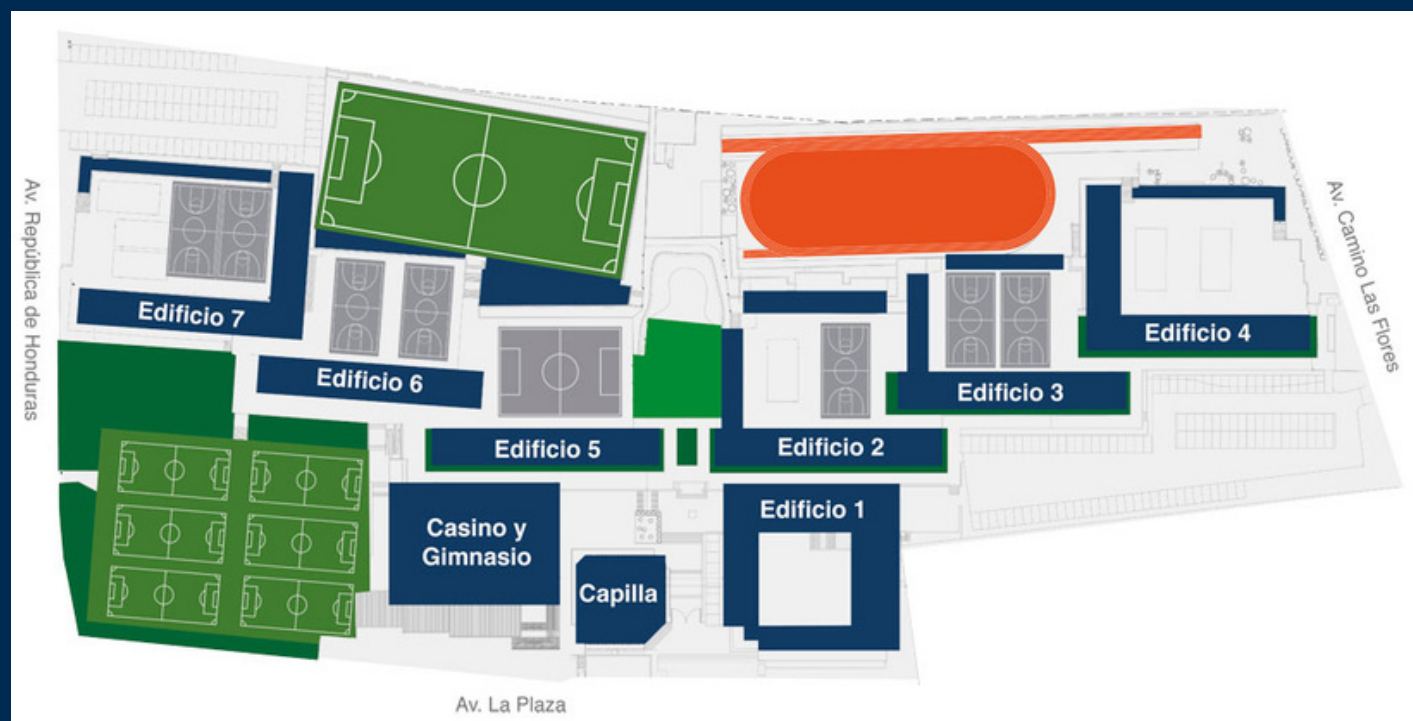 Av. República de Honduras
Av. Camino Las Flores
Edificio 7
Edificio 4
Edificio 6
Edificio 3
Edificio 5
Edificio 2
Casino y
Gimnasio
Edificio 1
Capilla
Av. La Plaza